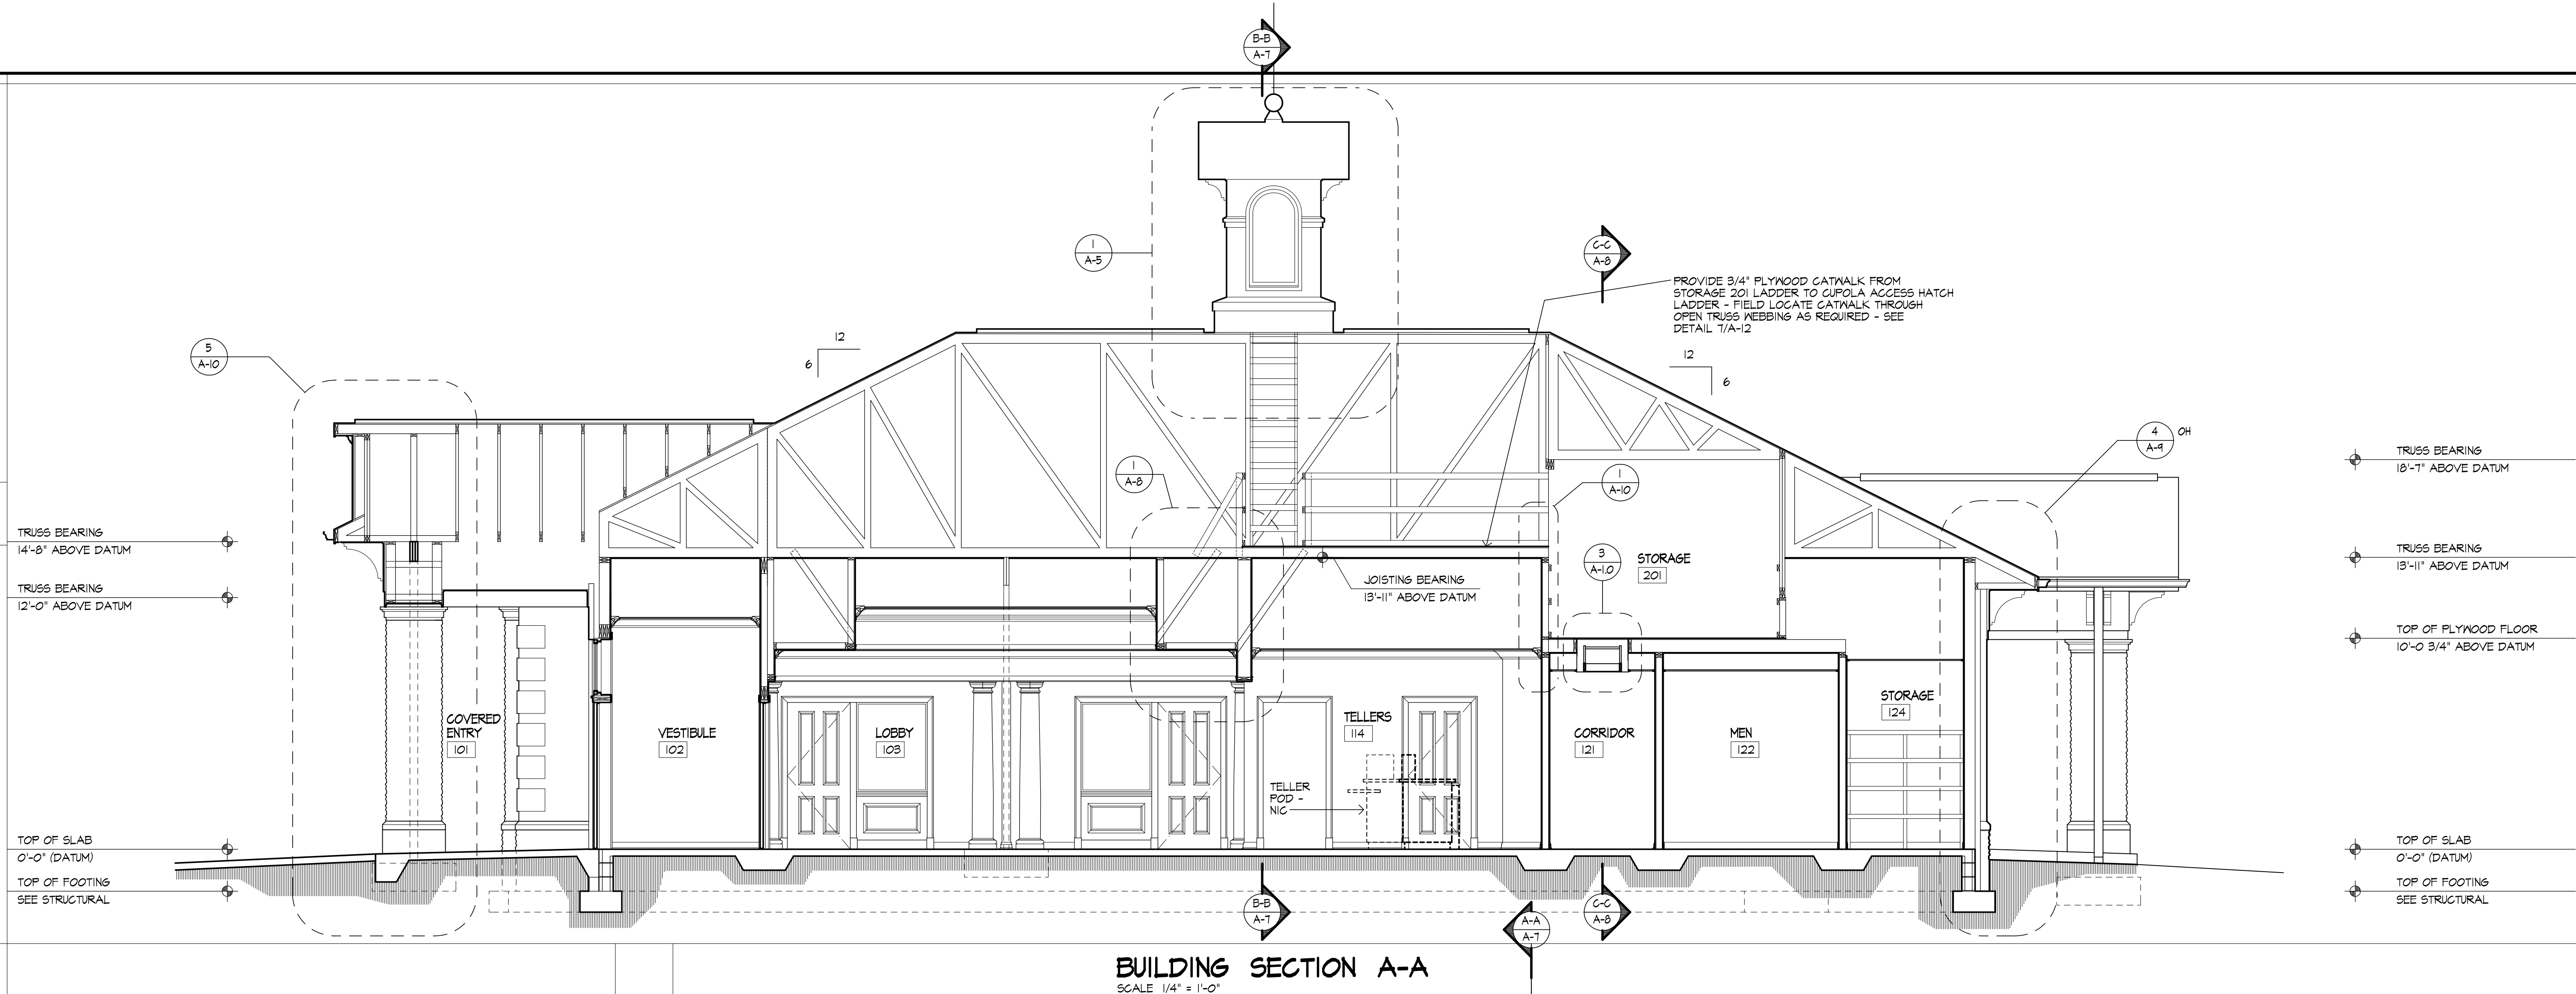 B-B
A-7
1
A-5
C-C
A-8
PROVIDE 3/4" PLYWOOD CATWALK FROM
STORAGE 201 LADDER TO CUPOLA ACCESS HATCH
LADDER - FIELD LOCATE CATWALK THROUGH
OPEN TRUSS WEBBING AS REQUIRED - SEE
DETAIL 7/A-12
5
A-10
12
6
12
6
4
A-9
OH
1
A-8
1
A-10
TRUSS BEARING
18'-7" ABOVE DATUM
TRUSS BEARING
14'-8" ABOVE DATUM
TRUSS BEARING
12'-0" ABOVE DATUM
3
A-1.0
STORAGE
201
JOISTING BEARING
13'-11" ABOVE DATUM
TRUSS BEARING
13'-11" ABOVE DATUM
TOP OF PLYWOOD FLOOR
10'-0 3/4" ABOVE DATUM
COVERED
ENTRY
101
VESTIBULE
102
LOBBY
103
TELLERS
114
TELLER
POD -
NIC
CORRIDOR
121
MEN
122
STORAGE
124
TOP OF SLAB
0'-0" (DATUM)
TOP OF FOOTING
SEE STRUCTURAL
TOP OF SLAB
0'-0" (DATUM)
TOP OF FOOTING
SEE STRUCTURAL
B-B
A-7
A-A
A-7
C-C
A-8
BUILDING SECTION A-A
SCALE 1/4" = 1'-0"